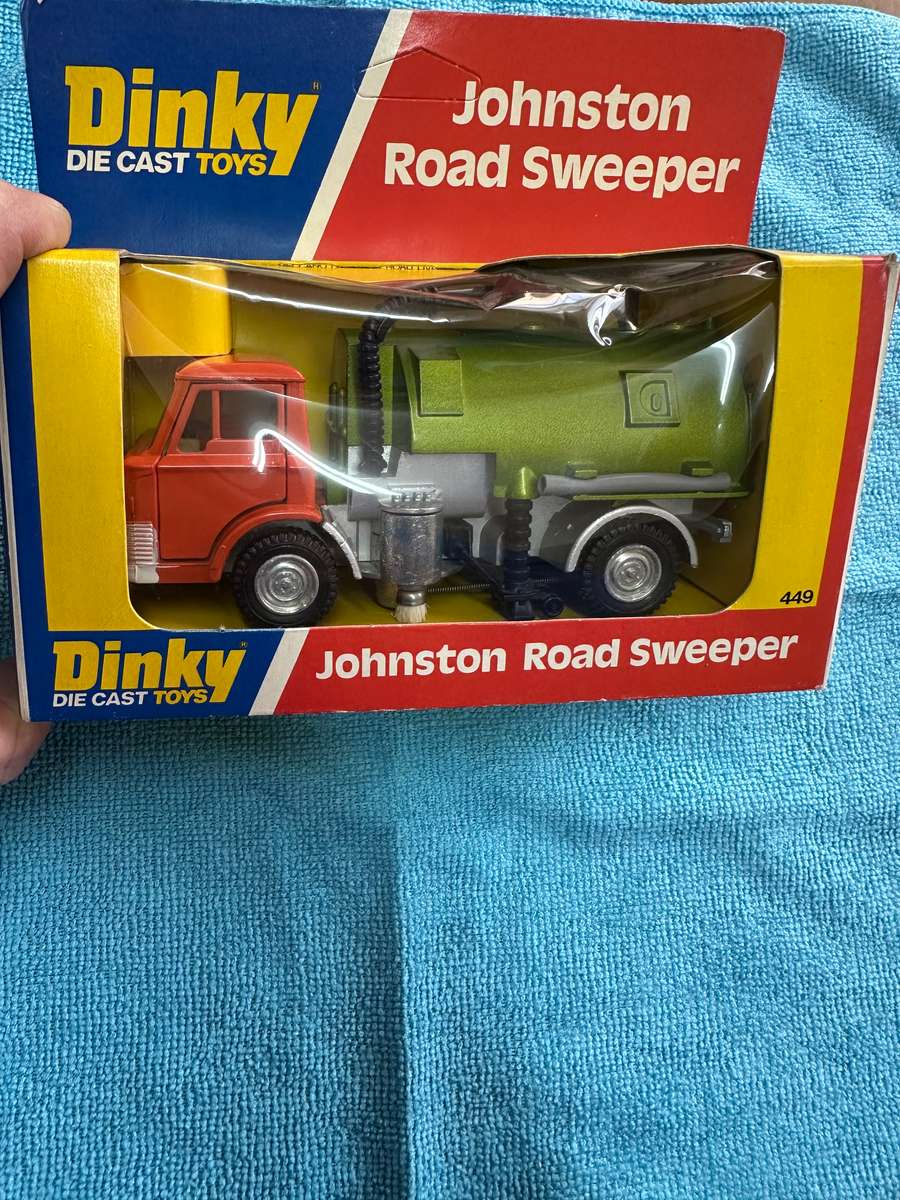 Dinky
DIE CAST TOYS
Johnston
Road Sweeper
449
Dinky
DIE CAST TOYS
Johnston Road Sweeper